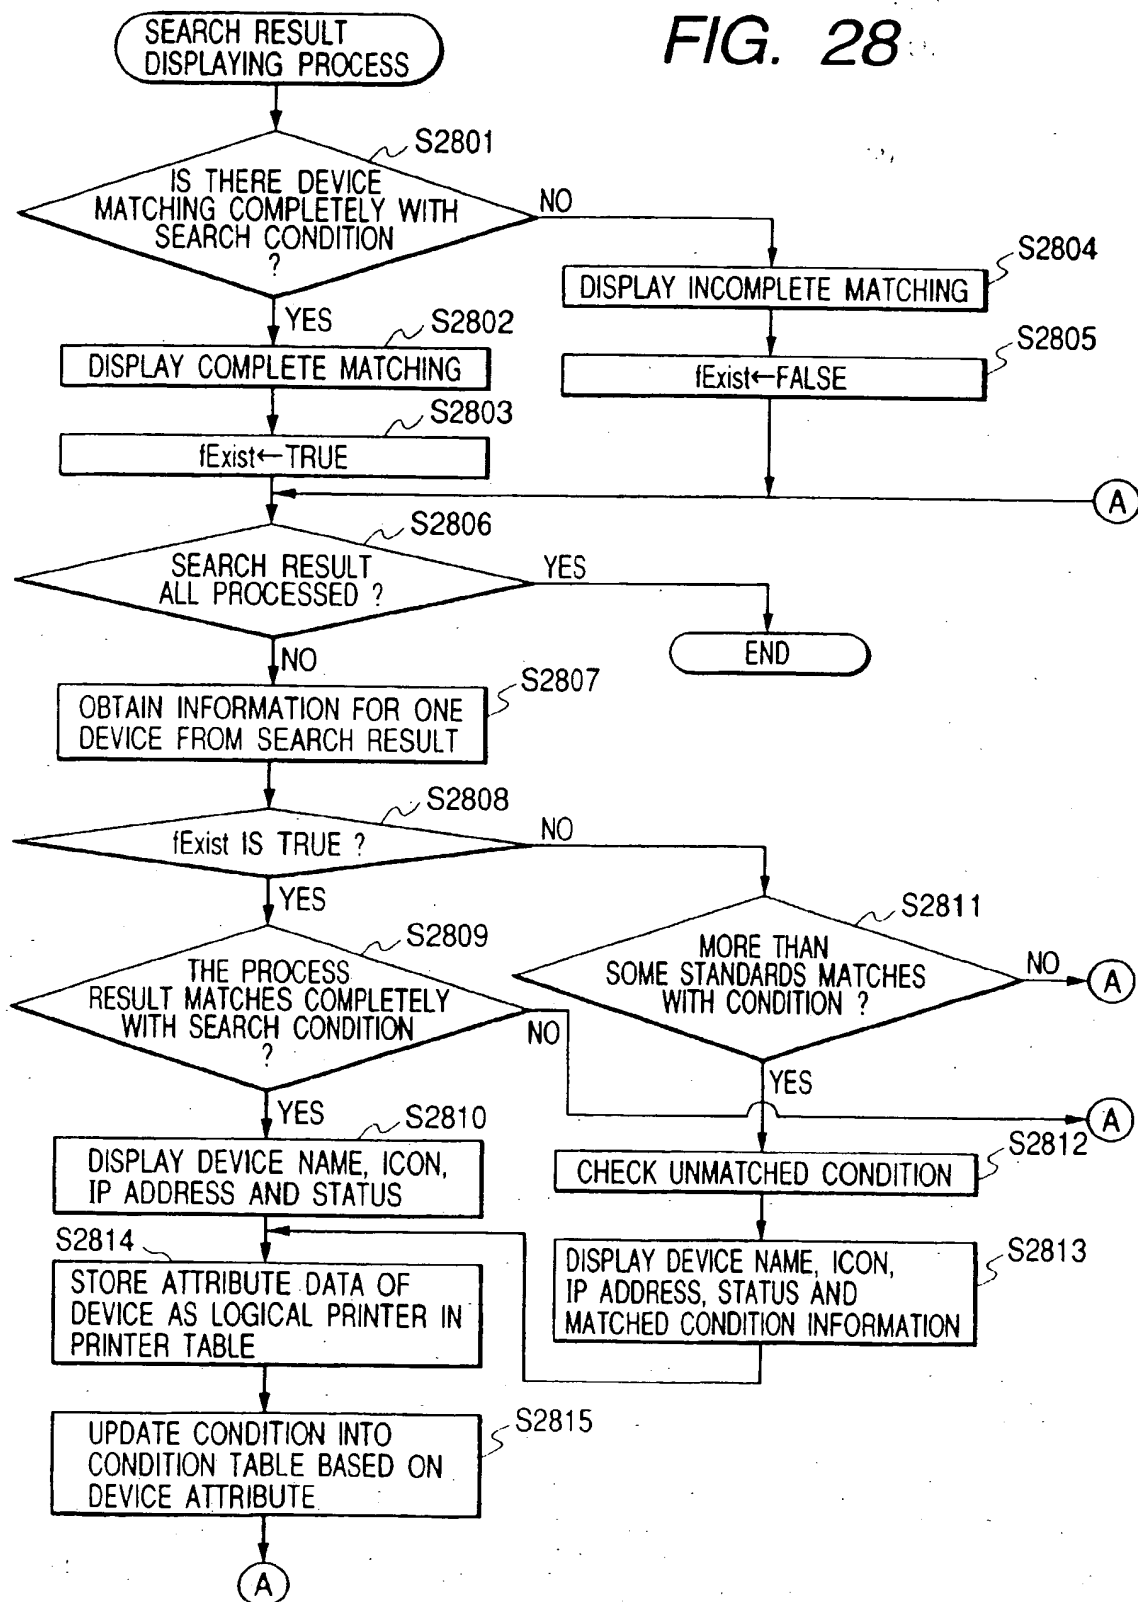 FIG. 28
SEARCH RESULT
DISPLAYING PROCESS
S2801
IS THERE DEVICE
MATCHING COMPLETELY WITH
SEARCH CONDITION
?
NO
YES
S2802
DISPLAY COMPLETE MATCHING
S2803
fExist←TRUE
S2804
DISPLAY INCOMPLETE MATCHING
S2805
fExist←FALSE
A
S2806
SEARCH RESULT
ALL PROCESSED ?
YES
END
NO
S2807
OBTAIN INFORMATION FOR ONE
DEVICE FROM SEARCH RESULT
S2808
fExist IS TRUE ?
NO
YES
S2809
THE PROCESS
RESULT MATCHES COMPLETELY
WITH SEARCH CONDITION
?
NO
A
YES
S2811
MORE THAN
SOME STANDARDS MATCHES
WITH CONDITION ?
NO
A
YES
S2810
DISPLAY DEVICE NAME, ICON,
IP ADDRESS AND STATUS
S2812
CHECK UNMATCHED CONDITION
S2813
DISPLAY DEVICE NAME, ICON,
IP ADDRESS, STATUS AND
MATCHED CONDITION INFORMATION
S2814
STORE ATTRIBUTE DATA OF
DEVICE AS LOGICAL PRINTER IN
PRINTER TABLE
S2815
UPDATE CONDITION INTO
CONDITION TABLE BASED ON
DEVICE ATTRIBUTE
A